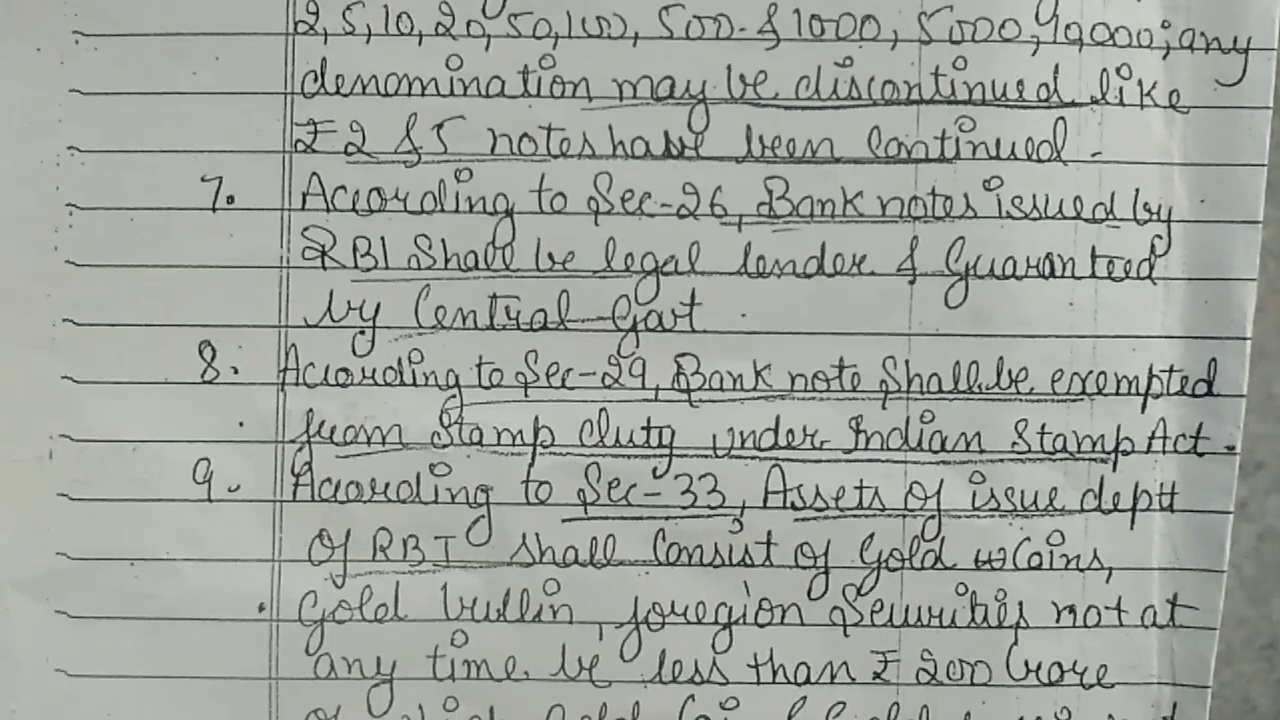 2, 5, 10, 20, 50, 100, 500 & 1000, 5000, 10,000; any
denomination may be discontinued like
₹ 2 & 5 notes have been continued.
7. According to Sec-26, Bank notes issued by
RBI Shall be legal tender & Guaranteed
by Central Govt.
8. According to Sec-29, Bank note Shall be exempted
from Stamp duty under Indian Stamp Act.
9. According to Sec-33, Assets of issue deptt
Of RBI shall Consist of Gold Coins,
Gold bullin, foregion Securities not at
any time be less than ₹ 200 Crore